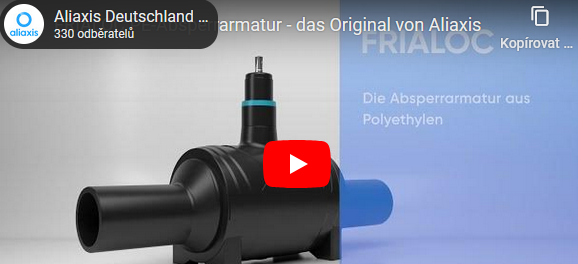 Aliaxis Deutschland ...
330 odběratelů
Absperrarmatur - das Original von Aliaxis
Kopírovat ...
aliaxis
FRIALOC
Die Absperrarmatur aus
Polyethylen